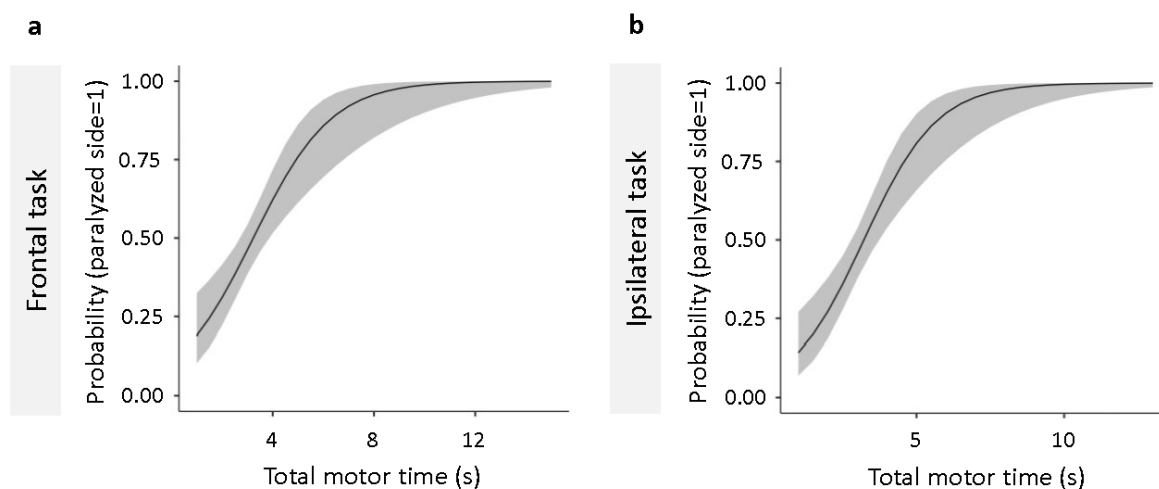 a
Frontal task
Probability (paralyzed side=1)
1.00
0.75
0.50
0.25
0.00
4 8 12
Total motor time (s)
b
Ipsilateral task
Probability (paralyzed side=1)
1.00
0.75
0.50
0.25
0.00
5 10
Total motor time (s)